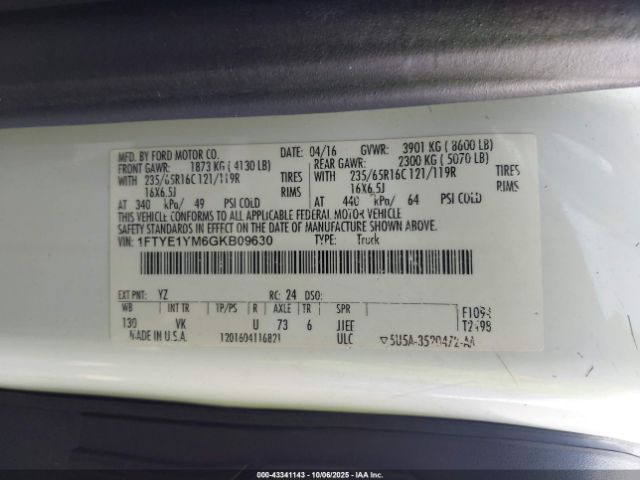 MFD. BY FORD MOTOR CO.
DATE: 04/16 GVWR: 3901 KG ( 8600 LB)
FRONT GAWR: 1873 KG ( 4130 LB)
REAR GAWR: 2300 KG ( 5070 LB)
WITH 235/65R16C 121/119R TIRES
WITH 235/65R16C 121/119R TIRES
16X6.5J RIMS
16X6.5J RIMS
AT 340 kPa/ 49 PSI COLD
AT 440 kPa/ 64 PSI COLD
THIS VEHICLE CONFORMS TO ALL APPLICABLE FEDERAL MOTOR VEHICLE
SAFETY STANDARDS IN EFFECT ON THE DATE OF MANUFACTURE SHOWN ABOVE.
VIN: 1FTYE1YM6GKB09630 TYPE: Truck
EXT PNT: YZ RC: 24 DSO:
WB INT TR TP/PS R AXLE TR SPR
130 VK U 73 6 JJEF
F1094
T2498
MADE IN U.S.A. 1201604116821 ULC
00-43341143 | 10/06/2025 | IAA Inc.